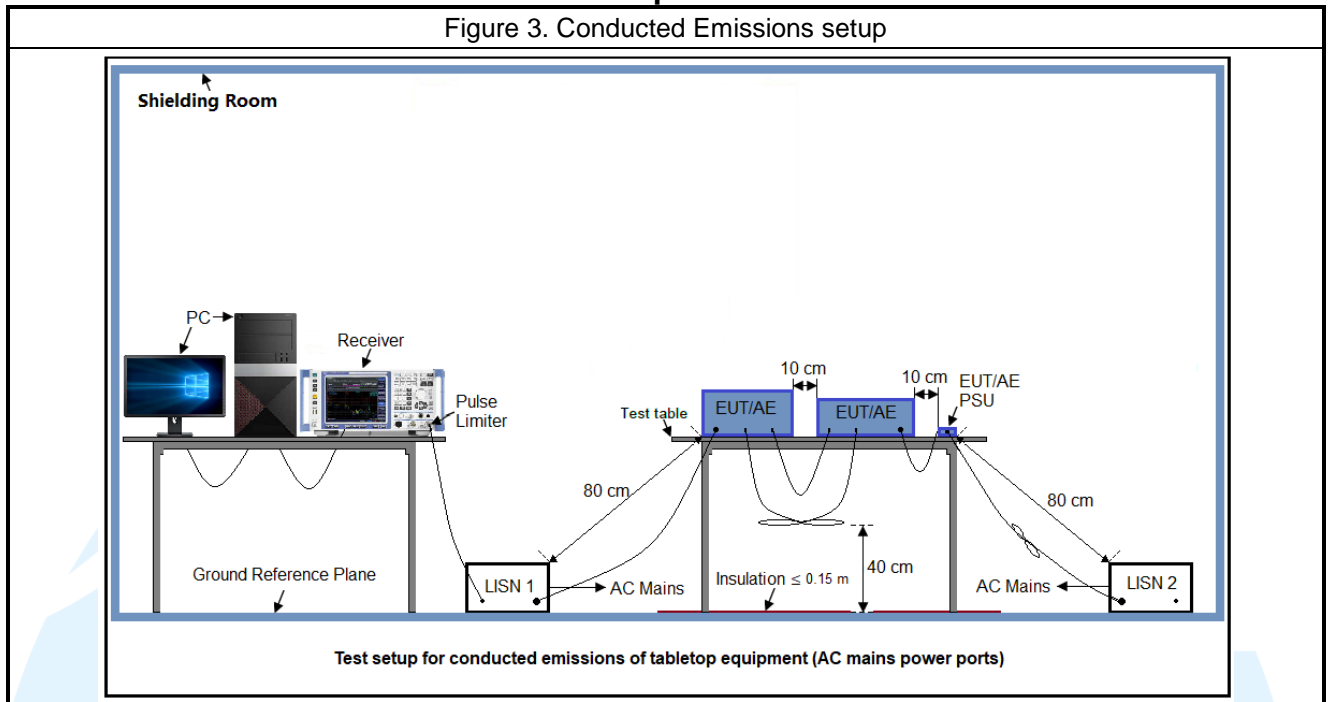 Figure 3. Conducted Emissions setup
Shielding Room
PC
Receiver
Pulse
Limiter
10 cm
10 cm
EUT/AE
PSU
Test table
EUT/AE
EUT/AE
80 cm
80 cm
Ground Reference Plane
LISN 1
AC Mains
Insulation ≤ 0.15 m
40 cm
AC Mains
LISN 2
Test setup for conducted emissions of tabletop equipment (AC mains power ports)